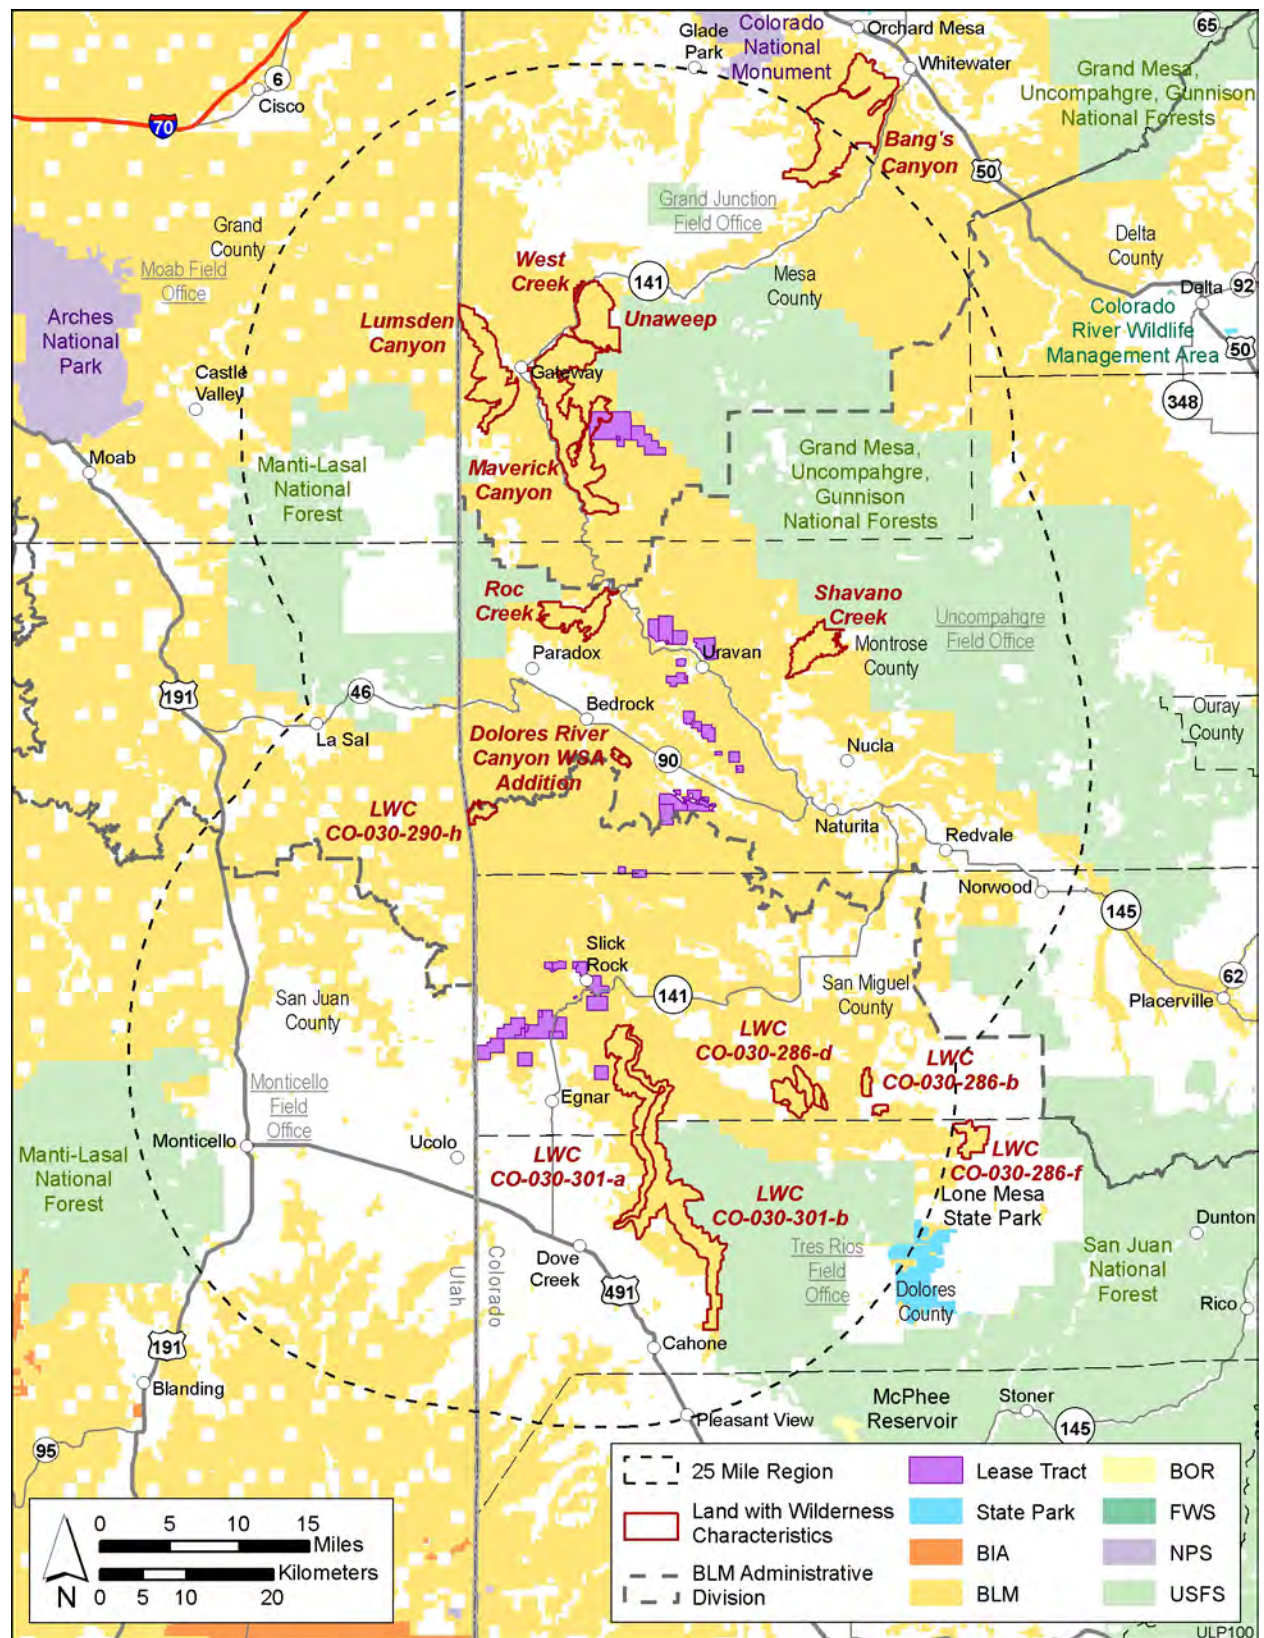 Glade
Park
Colorado
National
Monument
Orchard Mesa
Whitewater
65
Grand Mesa,
Uncompahgre, Gunnison
National Forests
6
Cisco
70
Bang's
Canyon
50
Grand Junction
Field Office
Grand
County
Moab Field
Office
Delta
County
West
Creek
141
Mesa
County
Delta
92
Arches
National
Park
Lumsden
Canyon
Unaweep
Colorado
River Wildlife
Management Area
50
Castle
Valley
Gateway
348
Moab
Manti-Lasal
National
Forest
Maverick
Canyon
Grand Mesa,
Uncompahgre,
Gunnison
National Forests
Roc
Creek
Shavano
Creek
Uncompahgre
Field Office
Montrose
County
Paradox
Uravan
191
46
La Sal
Bedrock
Ouray
County
Dolores River
Canyon WSA
Addition
90
Nucla
LWC
CO-030-290-h
Naturita
Redvale
Norwood
145
Slick
Rock
62
San Juan
County
141
San Miguel
County
Placerville
LWC
CO-030-286-d
LWC
CO-030-286-b
Monticello
Field
Office
Egnar
Monticello
Ucolo
Manti-Lasal
National
Forest
LWC
CO-030-301-a
LWC
CO-030-286-f
LWC
CO-030-301-b
Lone Mesa
State Park
Dunton
Tres Rios
Field
Office
San Juan
National
Forest
Dove
Creek
Utah
Colorado
491
Dolores
County
Rico
191
Cahone
Blanding
McPhee
Reservoir
Stoner
Pleasant View
145
95
25 Mile Region
Land with Wilderness
Characteristics
BLM Administrative
Division
Lease Tract
State Park
BIA
BLM
BOR
FWS
NPS
USFS
0 5 10 15
Miles
Kilometers
0 5 10 20
N
ULP100